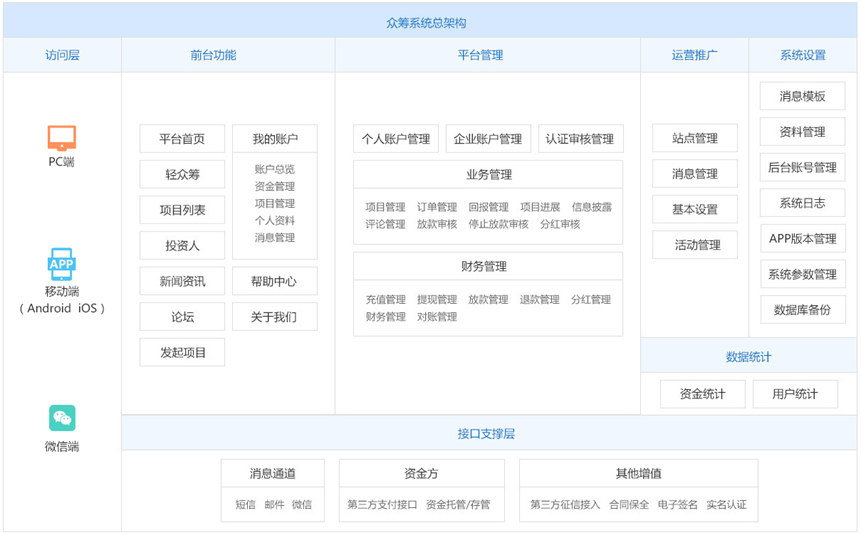 众筹系统总架构
访问层
前台功能
平台管理
运营推广
系统设置
PC端
APP
移动端
（Android iOS）
微信端
平台首页
轻众筹
项目列表
投资人
新闻资讯
论坛
发起项目
我的账户
账户总览
资金管理
项目管理
个人资料
消息管理
帮助中心
关于我们
个人账户管理
企业账户管理
认证审核管理
业务管理
项目管理 订单管理 回报管理 项目进展 信息披露
评论管理 放款审核 停止放款审核 分红审核
财务管理
充值管理 提现管理 放款管理 退款管理 分红管理
财务管理 对账管理
站点管理
消息管理
基本设置
活动管理
消息模板
资料管理
后台账号管理
系统日志
APP版本管理
系统参数管理
数据库备份
数据统计
资金统计
用户统计
接口支撑层
消息通道
短信 邮件 微信
资金方
第三方支付接口 资金托管/存管
其他增值
第三方征信接入 合同保全 电子签名 实名认证